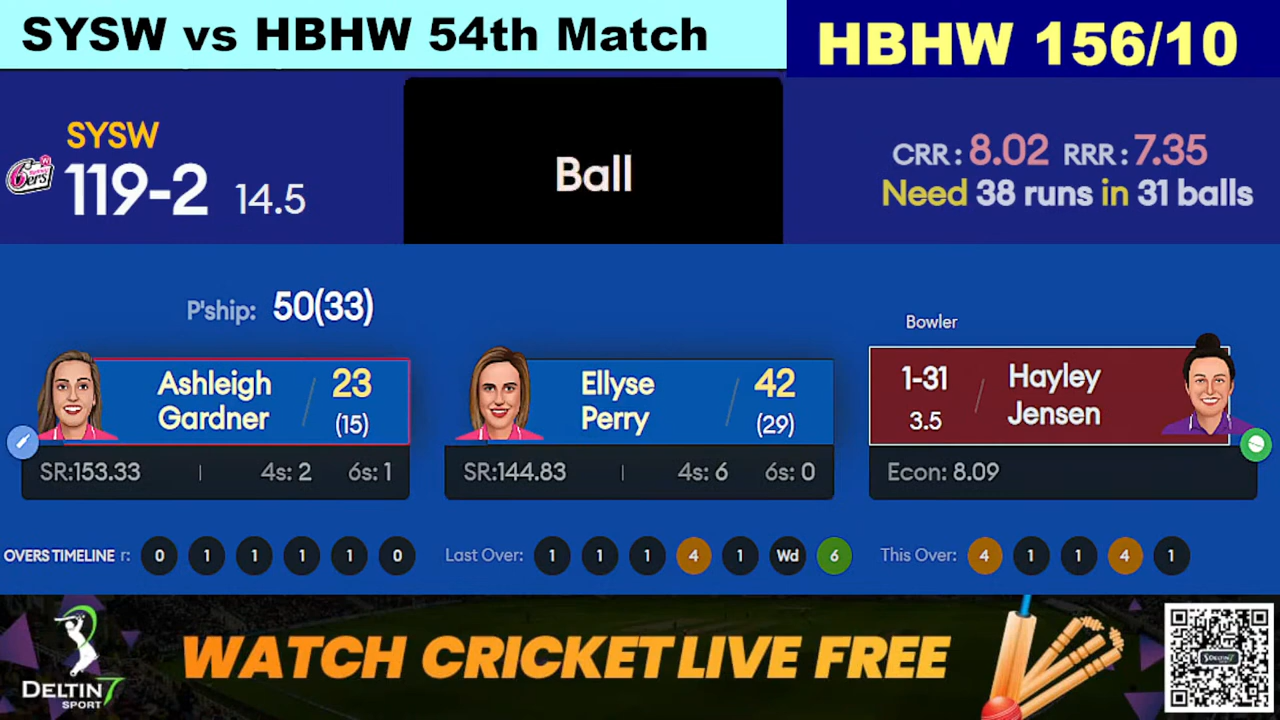 SYSW vs HBHW 54th Match
HBHW 156/10
SYSW
119-2 14.5
6ers
Ball
CRR : 8.02 RRR : 7.35
Need 38 runs in 31 balls
P'ship: 50(33)
Ashleigh Gardner / 23
(15)
SR:153.33 | 4s: 2 6s: 1
Ellyse Perry / 42
(29)
SR:144.83 | 4s: 6 6s: 0
Bowler
1-31 / Hayley Jensen
3.5
Econ: 8.09
OVERS TIMELINE r: 0 1 1 1 1 0
Last Over: 1 1 1 4 1 Wd 6
This Over: 4 1 1 4 1
DELTIN 7
SPORT
WATCH CRICKET LIVE FREE